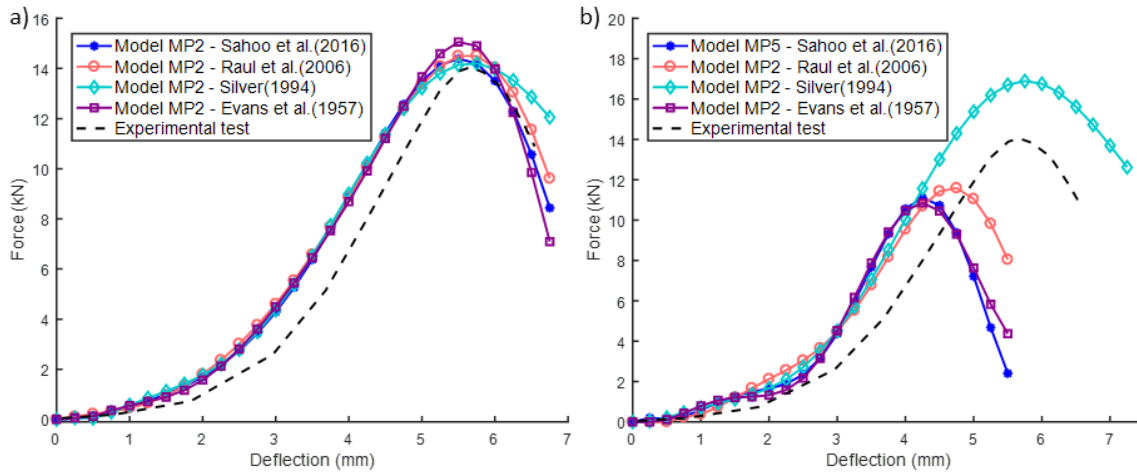 a)
16
14
12
10
8
6
4
2
0
Force (kN)
Model MP2 - Sahoo et al.(2016)
Model MP2 - Raul et al.(2006)
Model MP2 - Silver(1994)
Model MP2 - Evans et al.(1957)
Experimental test
0 1 2 3 4 5 6 7
Deflection (mm)
b)
20
18
16
14
12
10
8
6
4
2
0
Force (kN)
Model MP5 - Sahoo et al.(2016)
Model MP2 - Raul et al.(2006)
Model MP2 - Silver(1994)
Model MP2 - Evans et al.(1957)
Experimental test
0 1 2 3 4 5 6 7
Deflection (mm)